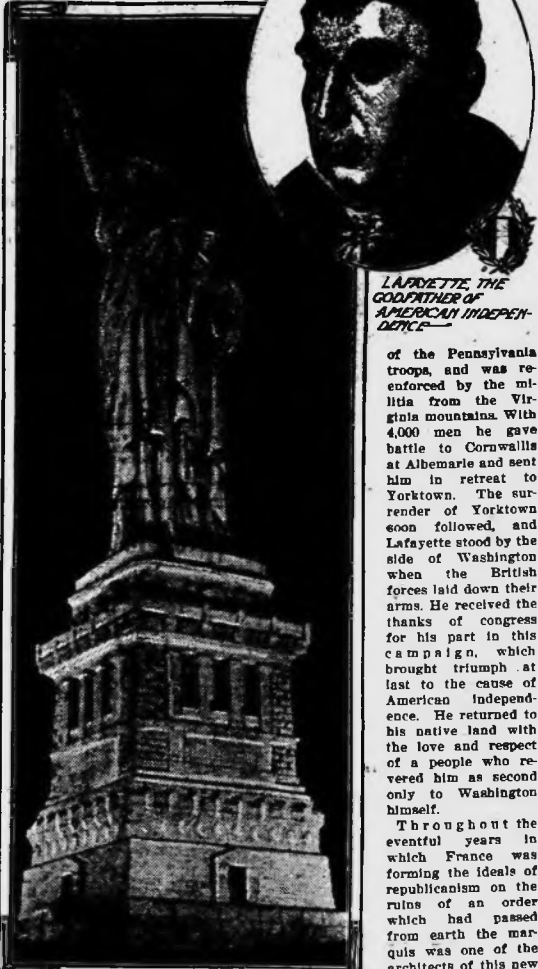 LAFAYETTE, THE
GODFATHER OF
AMERICAN INDEPEN-
DENCE—
of the Pennsylvania
troops, and was re-
enforced by the mi-
litia from the Vir-
ginia mountains. With
4,000 men he gave
battle to Cornwallis
at Albemarle and sent
him in retreat to
Yorktown. The sur-
render of Yorktown
soon followed, and
Lafayette stood by the
side of Washington
when the British
forces laid down their
arms. He received the
thanks of congress
for his part in this
campaign, which
brought triumph at
last to the cause of
American independ-
ence. He returned to
his native land with
the love and respect
of a people who re-
vered him as second
only to Washington
himself.
Throughout the
eventful years in
which France was
forming the ideals of
republicanism on the
ruins of an order
which had passed
from earth the mar-
quis was one of the
architects of this new